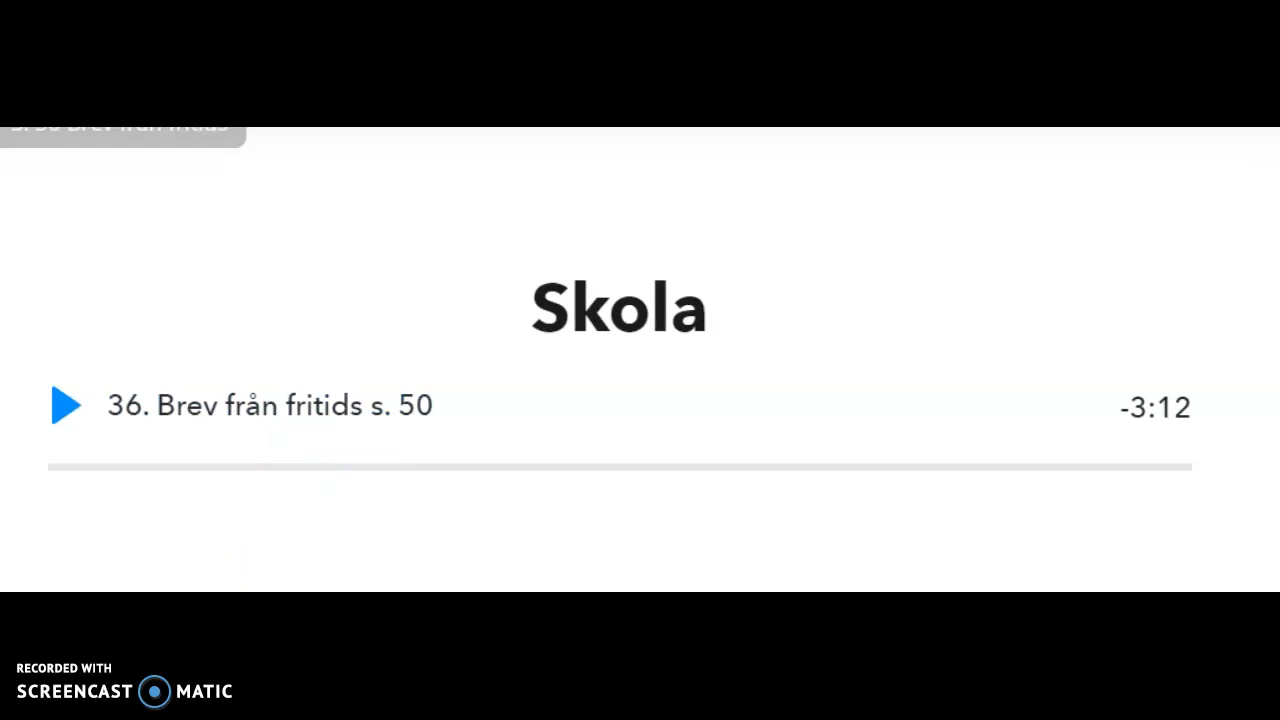 Skola
36. Brev från fritids s. 50
-3:12
RECORDED WITH
SCREENCAST MATIC